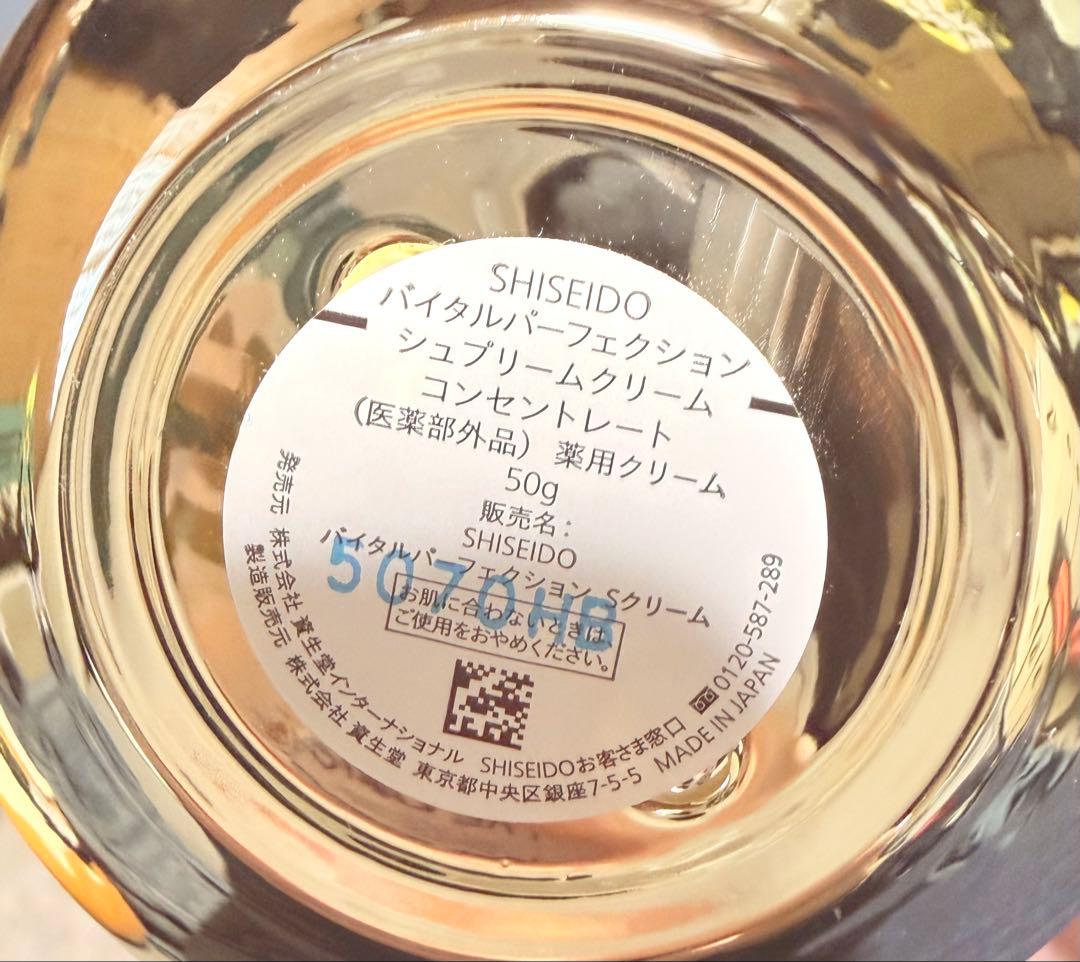 SHISEIDO
バイタルパーフェクション
シュプリームクリーム
コンセントレート
(医薬部外品) 薬用クリーム
50g
販売名:
SHISEIDO
バイタルパーフェクション Sクリーム
5070HB
お肌に合わないときは、
ご使用をおやめください。
発売元 株式会社 資生堂インターナショナル SHISEIDOお客さま窓口 0120-587-289
製造販売元 株式会社 資生堂 東京都中央区銀座7-5-5 MADE IN JAPAN